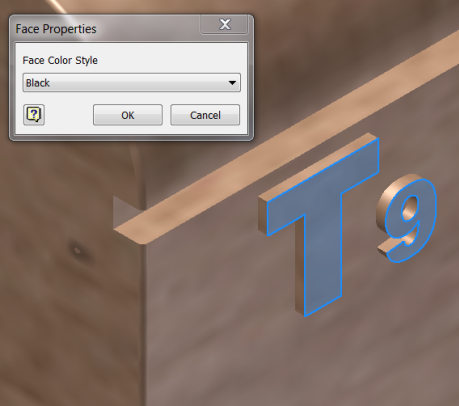 Face Properties
Face Color Style
Black
OK
Cancel
T9